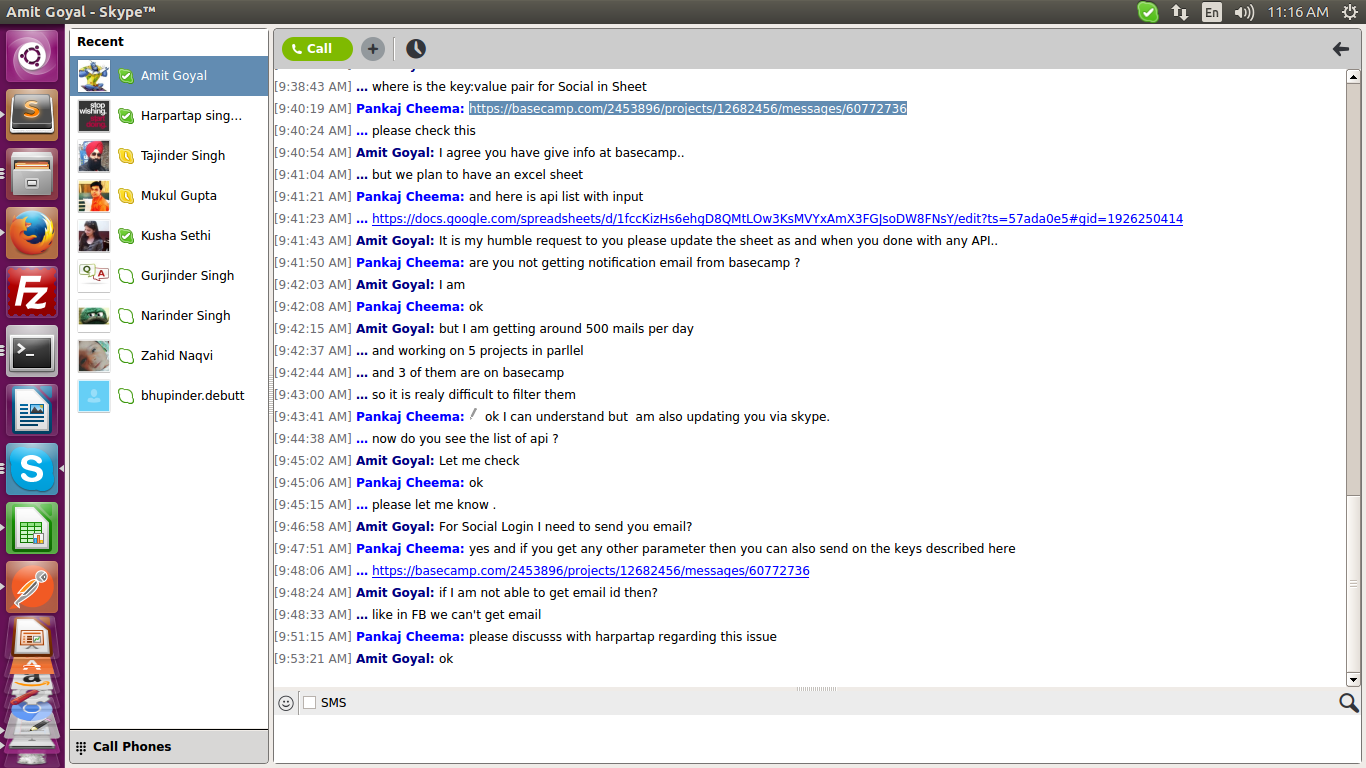 Amit Goyal - Skype™
En
11:16 AM
Recent
Amit Goyal
Harpartap sing...
Tajinder Singh
Mukul Gupta
Kusha Sethi
Gurjinder Singh
Narinder Singh
Zahid Naqvi
bhupinder.debutt
Call Phones
Call
[9:38:43 AM] ... where is the key:value pair for Social in Sheet
[9:40:19 AM] Pankaj Cheema: https://basecamp.com/2453896/projects/12682456/messages/60772736
[9:40:24 AM] ... please check this
[9:40:54 AM] Amit Goyal: I agree you have give info at basecamp..
[9:41:04 AM] ... but we plan to have an excel sheet
[9:41:21 AM] Pankaj Cheema: and here is api list with input
[9:41:23 AM] ... https://docs.google.com/spreadsheets/d/1fccKizHs6ehqD8QMtLOw3KsMVYxAmX3FGJsoDW8FNsY/edit?ts=57ada0e5#gid=1926250414
[9:41:43 AM] Amit Goyal: It is my humble request to you please update the sheet as and when you done with any API..
[9:41:50 AM] Pankaj Cheema: are you not getting notification email from basecamp ?
[9:42:03 AM] Amit Goyal: I am
[9:42:08 AM] Pankaj Cheema: ok
[9:42:15 AM] Amit Goyal: but I am getting around 500 mails per day
[9:42:37 AM] ... and working on 5 projects in parllel
[9:42:44 AM] ... and 3 of them are on basecamp
[9:43:00 AM] ... so it is realy difficult to filter them
[9:43:41 AM] Pankaj Cheema: ok I can understand but am also updating you via skype.
[9:44:38 AM] ... now do you see the list of api ?
[9:45:02 AM] Amit Goyal: Let me check
[9:45:06 AM] Pankaj Cheema: ok
[9:45:15 AM] ... please let me know .
[9:46:58 AM] Amit Goyal: For Social Login I need to send you email?
[9:47:51 AM] Pankaj Cheema: yes and if you get any other parameter then you can also send on the keys described here
[9:48:06 AM] ... https://basecamp.com/2453896/projects/12682456/messages/60772736
[9:48:24 AM] Amit Goyal: if I am not able to get email id then?
[9:48:33 AM] ... like in FB we can't get email
[9:51:15 AM] Pankaj Cheema: please discusss with harpartap regarding this issue
[9:53:21 AM] Amit Goyal: ok
SMS